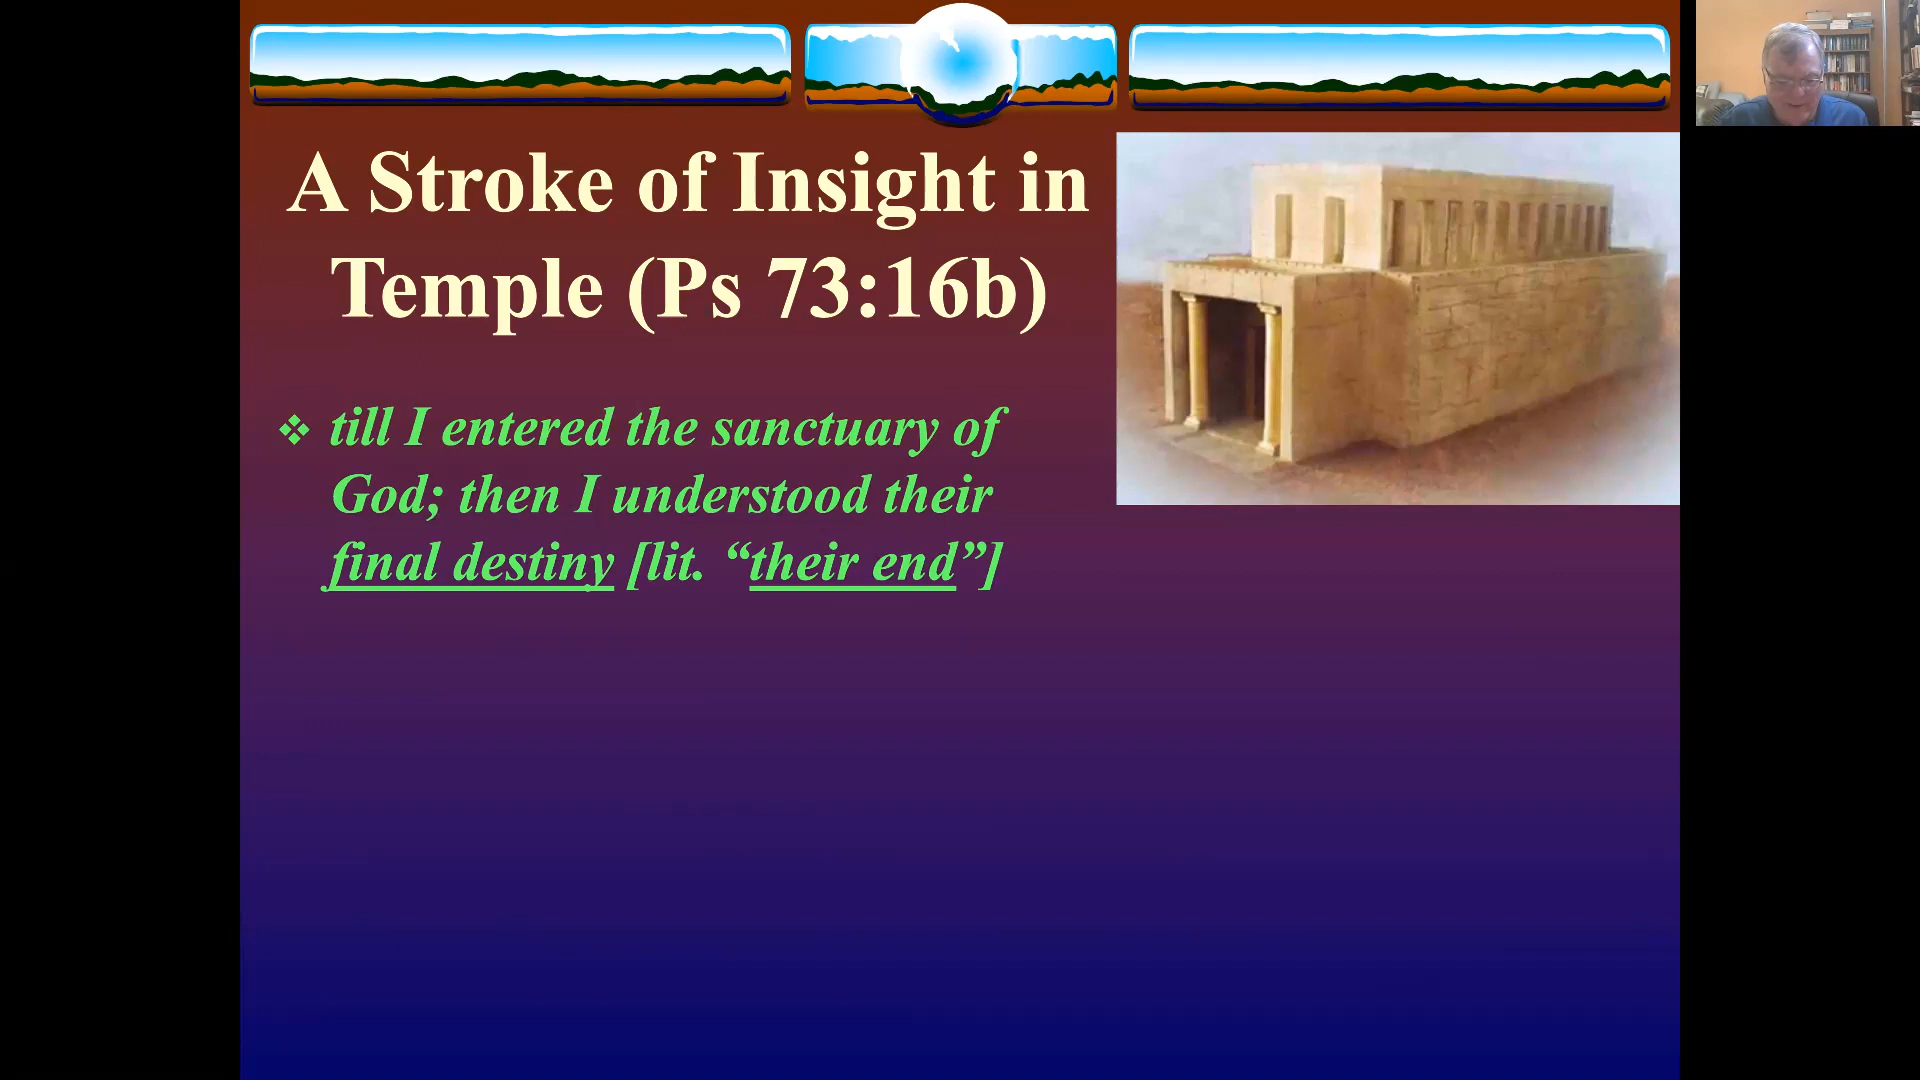 A Stroke of Insight in
Temple (Ps 73:16b)
❖ till I entered the sanctuary of
God; then I understood their
final destiny [lit. “their end”]